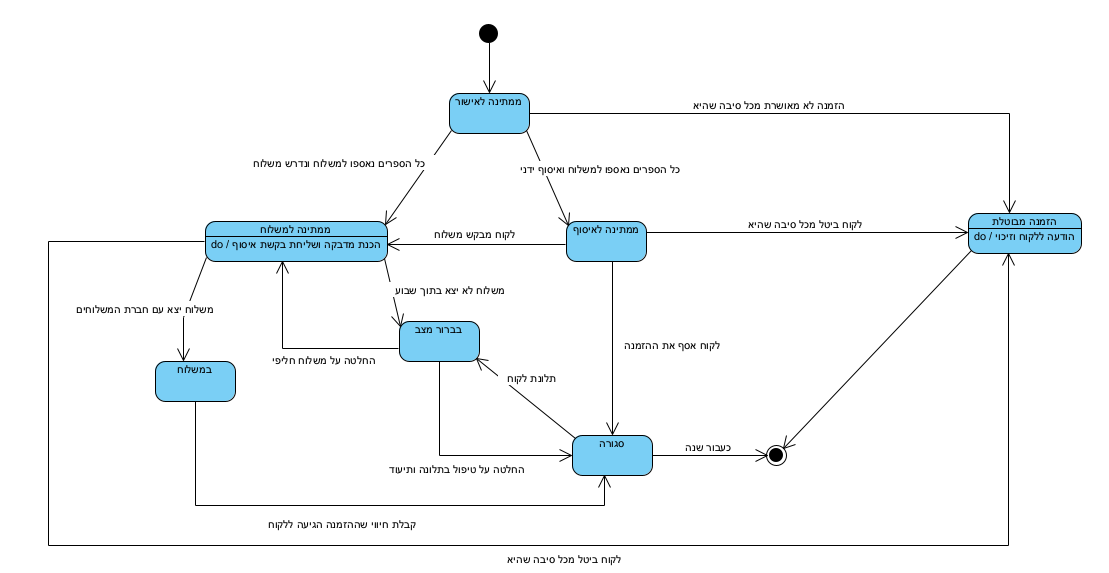 ממתינה לאישור
הזמנה לא מאושרת מכל סיבה שהיא
כל הספרים נאספו למשלוח ונדרש משלוח
כל הספרים נאספו למשלוח ואיסוף ידני
הזמנה מבוטלת
do / הודעה ללקוח וזיכוי
לקוח ביטל מכל סיבה שהיא
ממתינה לאיסוף
לקוח מבקש משלוח
ממתינה למשלוח
do / הכנת מדבקה ושליחת בקשת איסוף
משלוח לא יצא בתוך שבוע
משלוח יצא עם חברת המשלוחים
בברור מצב
לקוח אסף את ההזמנה
החלטה על משלוח חליפי
במשלוח
תלונת לקוח
סגורה
כעבור שנה
החלטה על טיפול בתלונה ותיעוד
קבלת חיווי שההזמנה הגיעה ללקוח
לקוח ביטל מכל סיבה שהיא